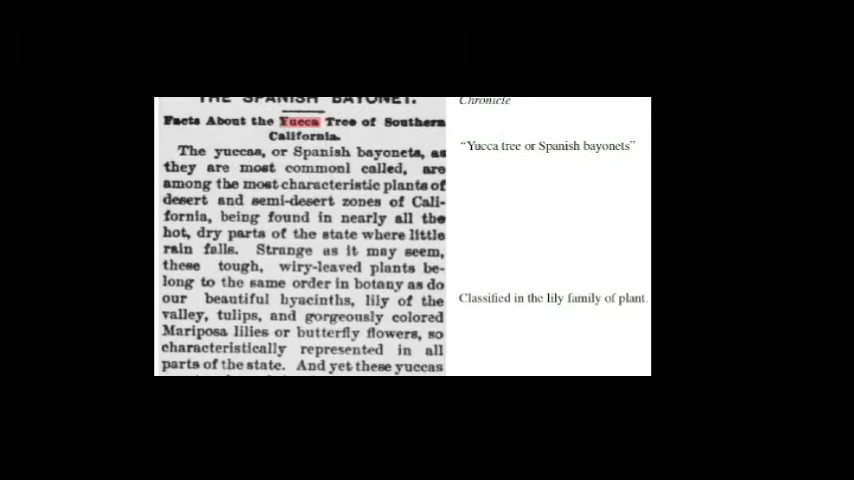 THE SPANISH BAYONET.
Facts About the Yucca Tree of Southern
California.
The yuccas, or Spanish bayonets, as
they are most commonl called, are
among the most characteristic plants of
desert and semi-desert zones of Cali-
fornia, being found in nearly all the
hot, dry parts of the state where little
rain falls. Strange as it may seem,
these tough, wiry-leaved plants be-
long to the same order in botany as do
our beautiful hyacinths, lily of the
valley, tulips, and gorgeously colored
Mariposa lilies or butterfly flowers, so
characteristically represented in all
parts of the state. And yet these yuccas
Chronicle
“Yucca tree or Spanish bayonets”
Classified in the lily family of plant.